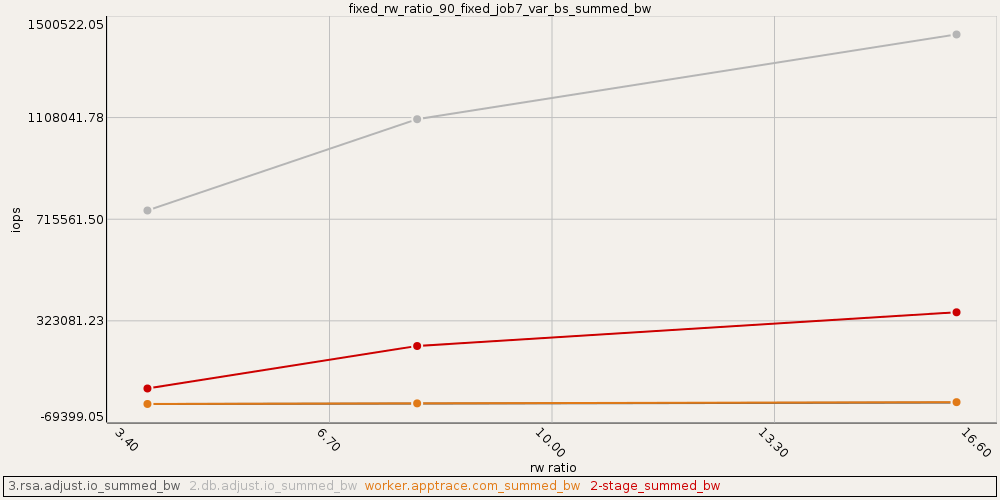 fixed_rw_ratio_90_fixed_job7_var_bs_summed_bw
1500522.05
1108041.78
715561.50
323081.23
-69399.05
iops
3.40
6.70
10.00
13.30
16.60
rw ratio
3.rsa.adjust.io_summed_bw 2.db.adjust.io_summed_bw worker.apptrace.com_summed_bw 2-stage_summed_bw